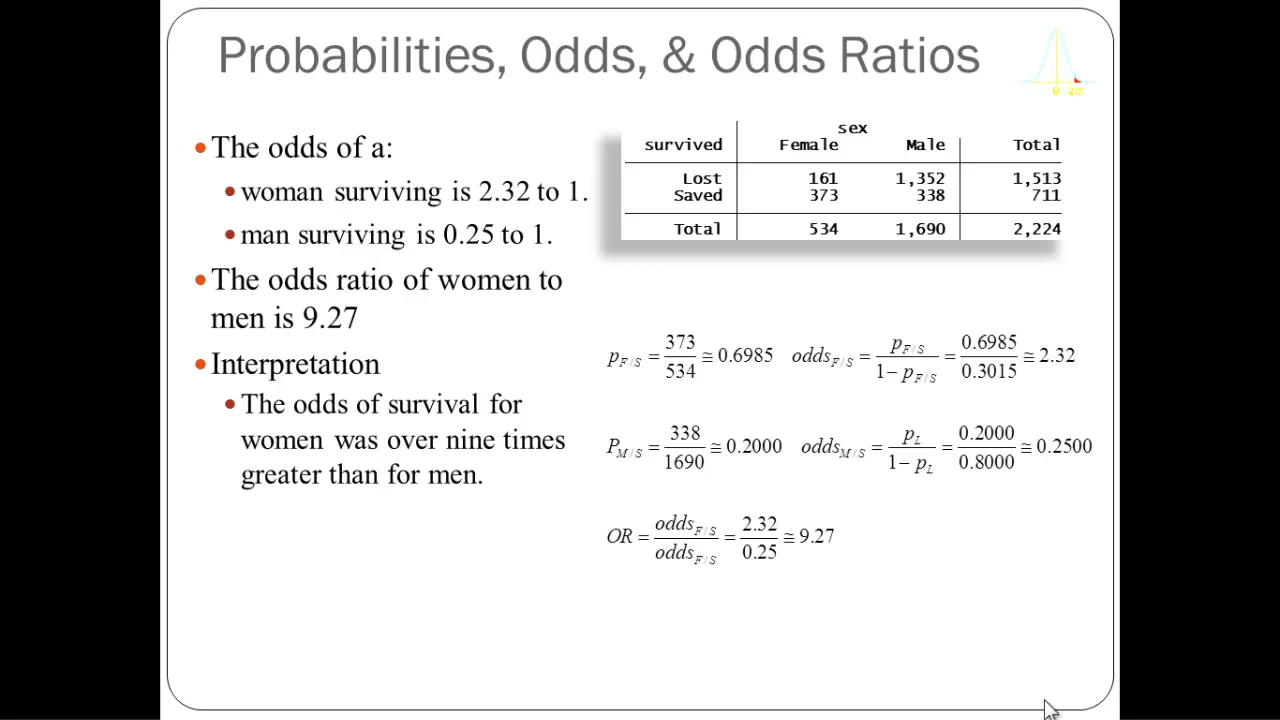 Probabilities, Odds, & Odds Ratios
0 2σ
The odds of a:
woman surviving is 2.32 to 1.
man surviving is 0.25 to 1.
The odds ratio of women to
men is 9.27
Interpretation
The odds of survival for
women was over nine times
greater than for men.
sex
survived Female Male Total
Lost 161 1,352 1,513
Saved 373 338 711
Total 534 1,690 2,224
p_{F/S} = 373/534 ≅ 0.6985 odds_{F/S} = p_{F/S}/(1− p_{F/S}) = 0.6985/0.3015 ≅ 2.32
P_{M/S} = 338/1690 ≅ 0.2000 odds_{M/S} = p_L/(1− p_L) = 0.2000/0.8000 ≅ 0.2500
OR = odds_{F/S}/odds_{F/S} = 2.32/0.25 ≅ 9.27